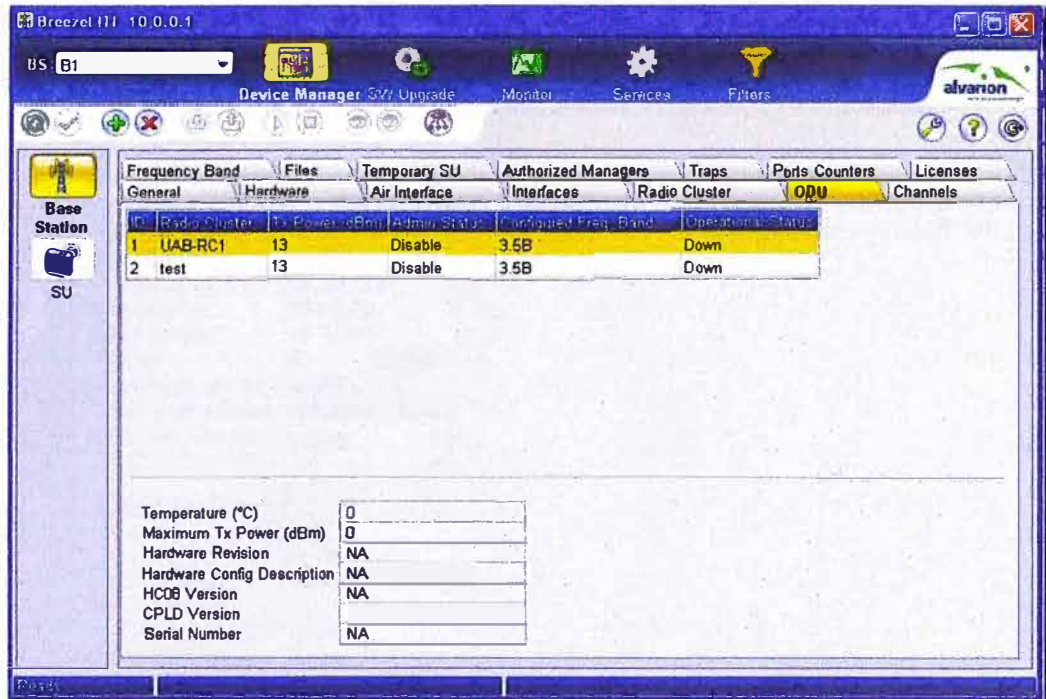 10.0.0.1
BS B1
Device Manager SW Upgrade Monitor Services Filters
alvarion
Base Station
SU
Frequency Band Files Temporary SU Authorized Managers Traps Ports Counters Licenses
General Hardware Air Interface Interfaces Radio Cluster ODU Channels
ID Radio Cluster Tx Power (dBm) Admin Status Configured Freq. Band Operational Status
1 UAB-RC1 13 Disable 3.5B Down
2 test 13 Disable 3.5B Down
Temperature (°C) 0
Maximum Tx Power (dBm) 0
Hardware Revision NA
Hardware Config Description NA
HC08 Version NA
CPLD Version
Serial Number NA
Ready